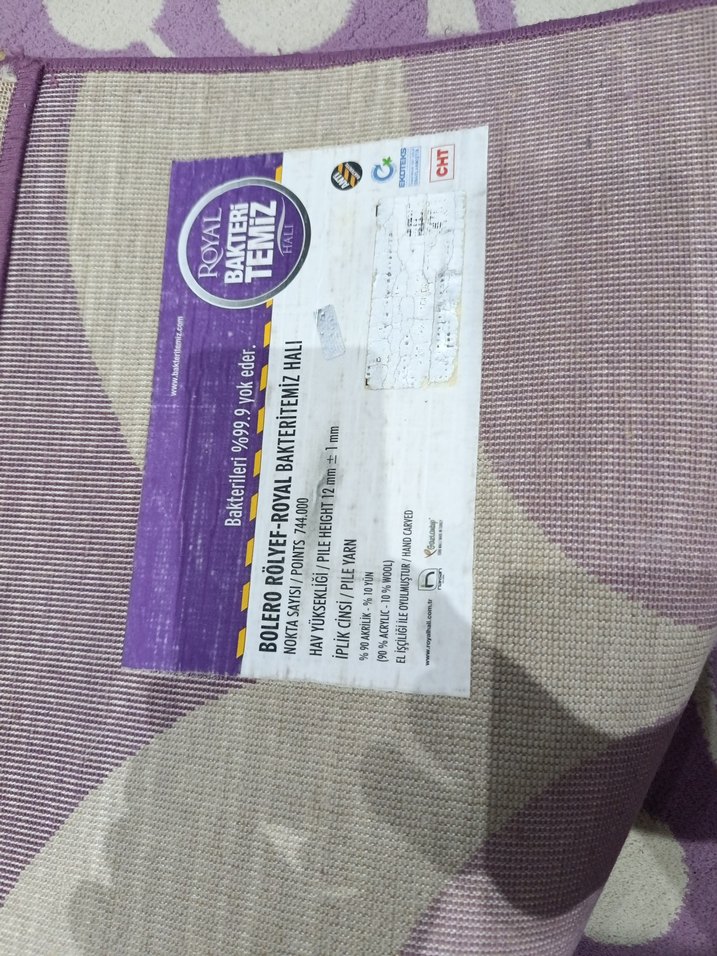 ROYAL
BAKTERİ
TEMİZ
HALI
www.bakteritemiz.com
Bakterileri %99.9 yok eder.
ANTİ
EKOTEKS
CHT
BOLERO RÖLYEF-ROYAL BAKTERİTEMİZ HALI
NOKTA SAYISI / POINTS 744.000
HAV YÜKSEKLİĞİ / PILE HEIGHT 12 mm ± 1 mm
İPLİK CİNSİ / PILE YARN
% 90 AKRİLİK - % 10 YÜN
(90 % ACRYLIC - 10 % WOOL)
EL İŞÇİLİĞİ İLE OYULMUŞTUR / HAND CARVED
www.royalhali.com.tr